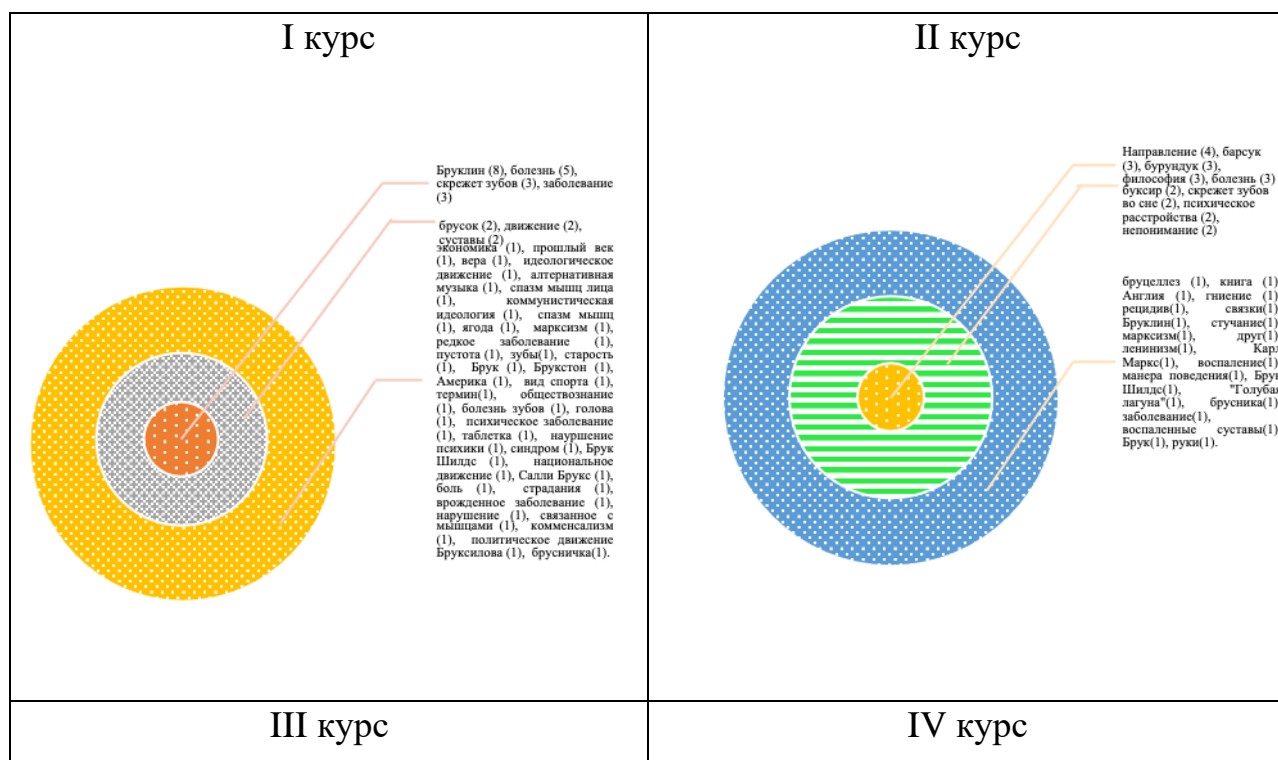 I курс
Бруклин (8), болезнь (5),
скрежет зубов (3), заболевание
(3)
брусок (2), движение (2),
суставы (2)
экономика (1), прошлый век
(1), вера (1), идеологическое
движение (1), алтернативная
музыка (1), спазм мышц лица
(1), коммунистическая
идеология (1), спазм мышц
(1), ягода (1), марксизм (1),
редкое заболевание (1),
пустота (1), зубы(1), старость
(1), Брук (1), Брукстон (1),
Америка (1), вид спорта (1),
термин(1), обществознание
(1), болезнь зубов (1), голова
(1), психическое заболевание
(1), таблетка (1), науршение
психики (1), синдром (1), Брук
Шилдс (1), национальное
движение (1), Салли Брукс (1),
боль (1), страдания (1),
врожденное заболевание (1),
нарушение (1), связанное с
мышцами (1), комменсализм
(1), политическое движение
Бруксилова (1), брусничка(1).
II курс
Направление (4), барсук
(3), бурундук (3),
философия (3), болезнь (3)
буксир (2), скрежет зубов
во сне (2), психическое
расстройства (2),
непонимание (2)
бруцеллез (1), книга (1)
Англия (1), гниение (1)
рецидив(1), связки(1)
Бруклин(1), стучание(1)
марксизм(1), друг(1)
ленинизм(1), Карл
Маркс(1), воспаление(1)
манера поведения(1), Брук
Шилдс(1), "Голубая
лагуна"(1), брусника(1)
заболевание(1),
воспаленные суставы(1)
Брук(1), руки(1).
III курс
IV курс